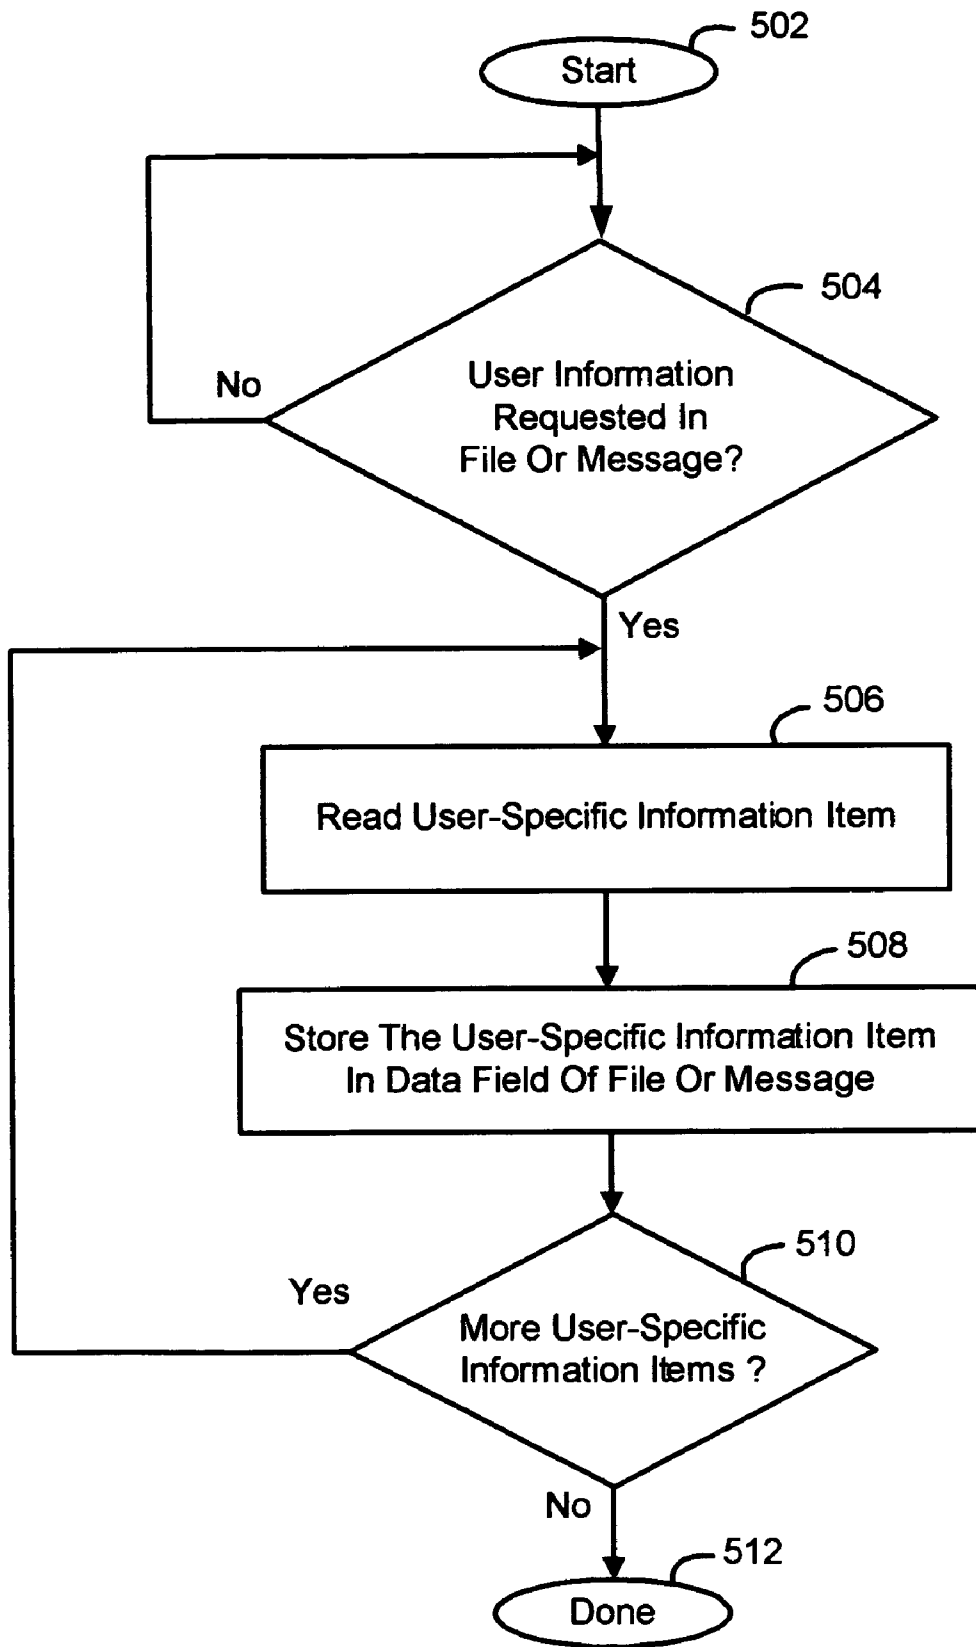 502
Start
504
No
User Information
Requested In
File Or Message?
Yes
506
Read User-Specific Information Item
508
Store The User-Specific Information Item
In Data Field Of File Or Message
510
Yes
More User-Specific
Information Items ?
No
512
Done